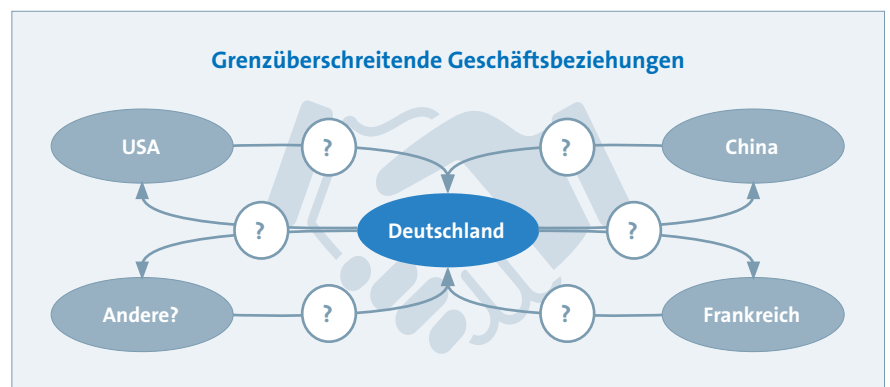 Grenzüberschreitende Geschäftsbeziehungen
USA
?
?
China
?
Deutschland
?
Andere?
?
?
Frankreich